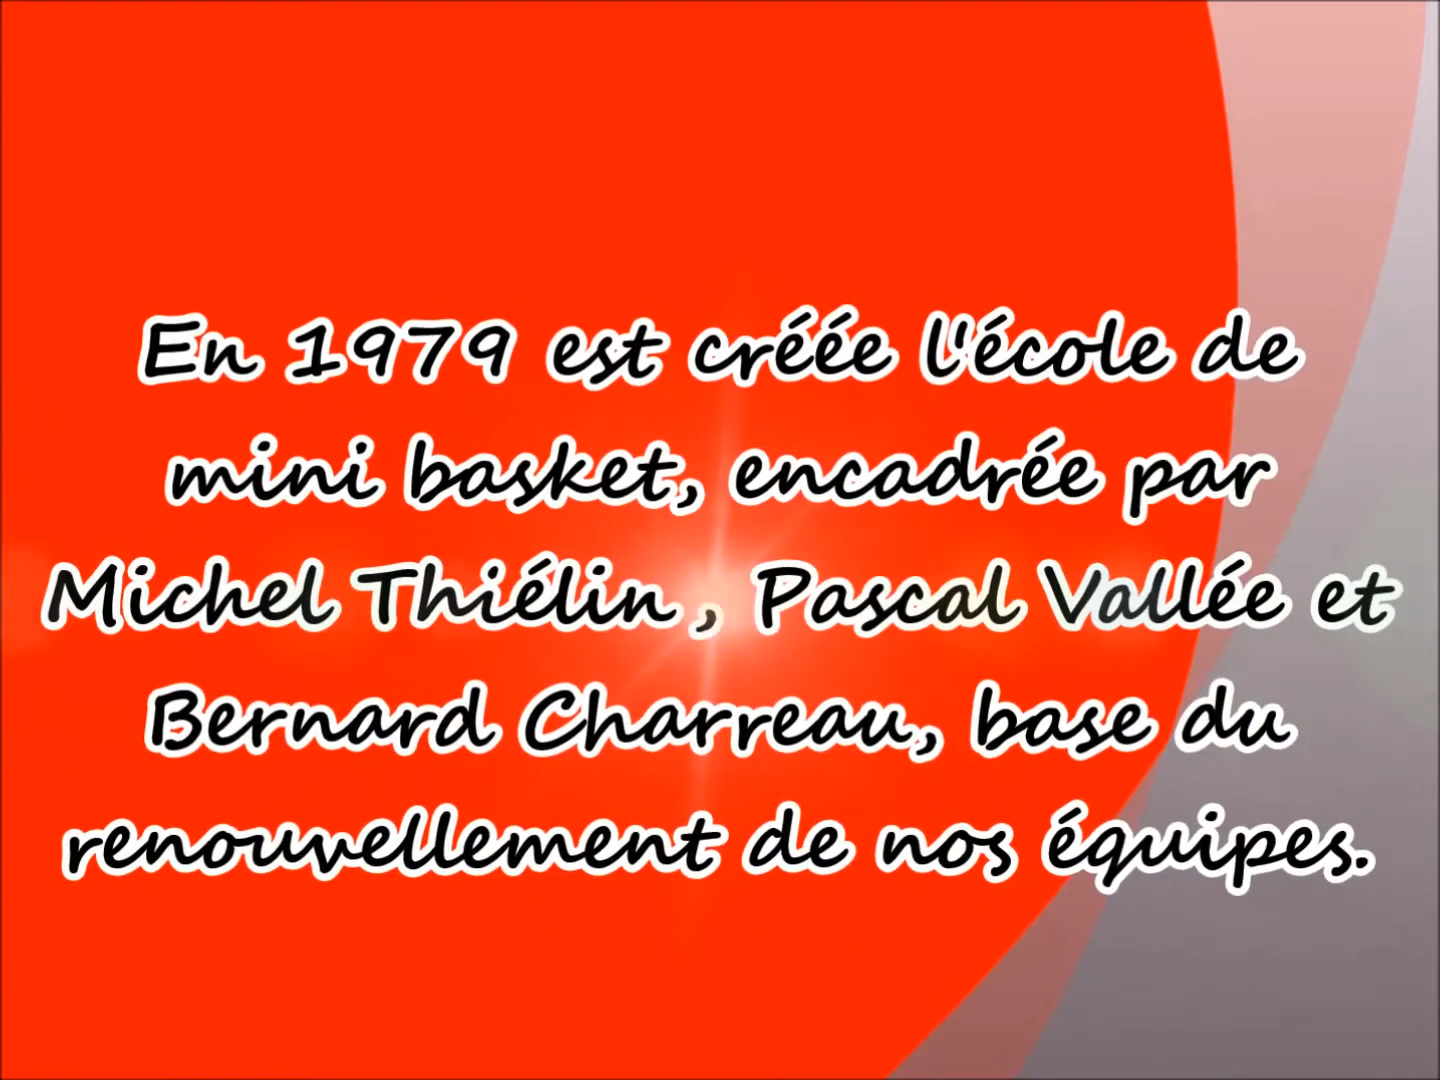 En 1979 est créée l'école de
mini basket, encadrée par
Michel Thiélin , Pascal Vallée et
Bernard Charreau, base du
renouvellement de nos équipes.